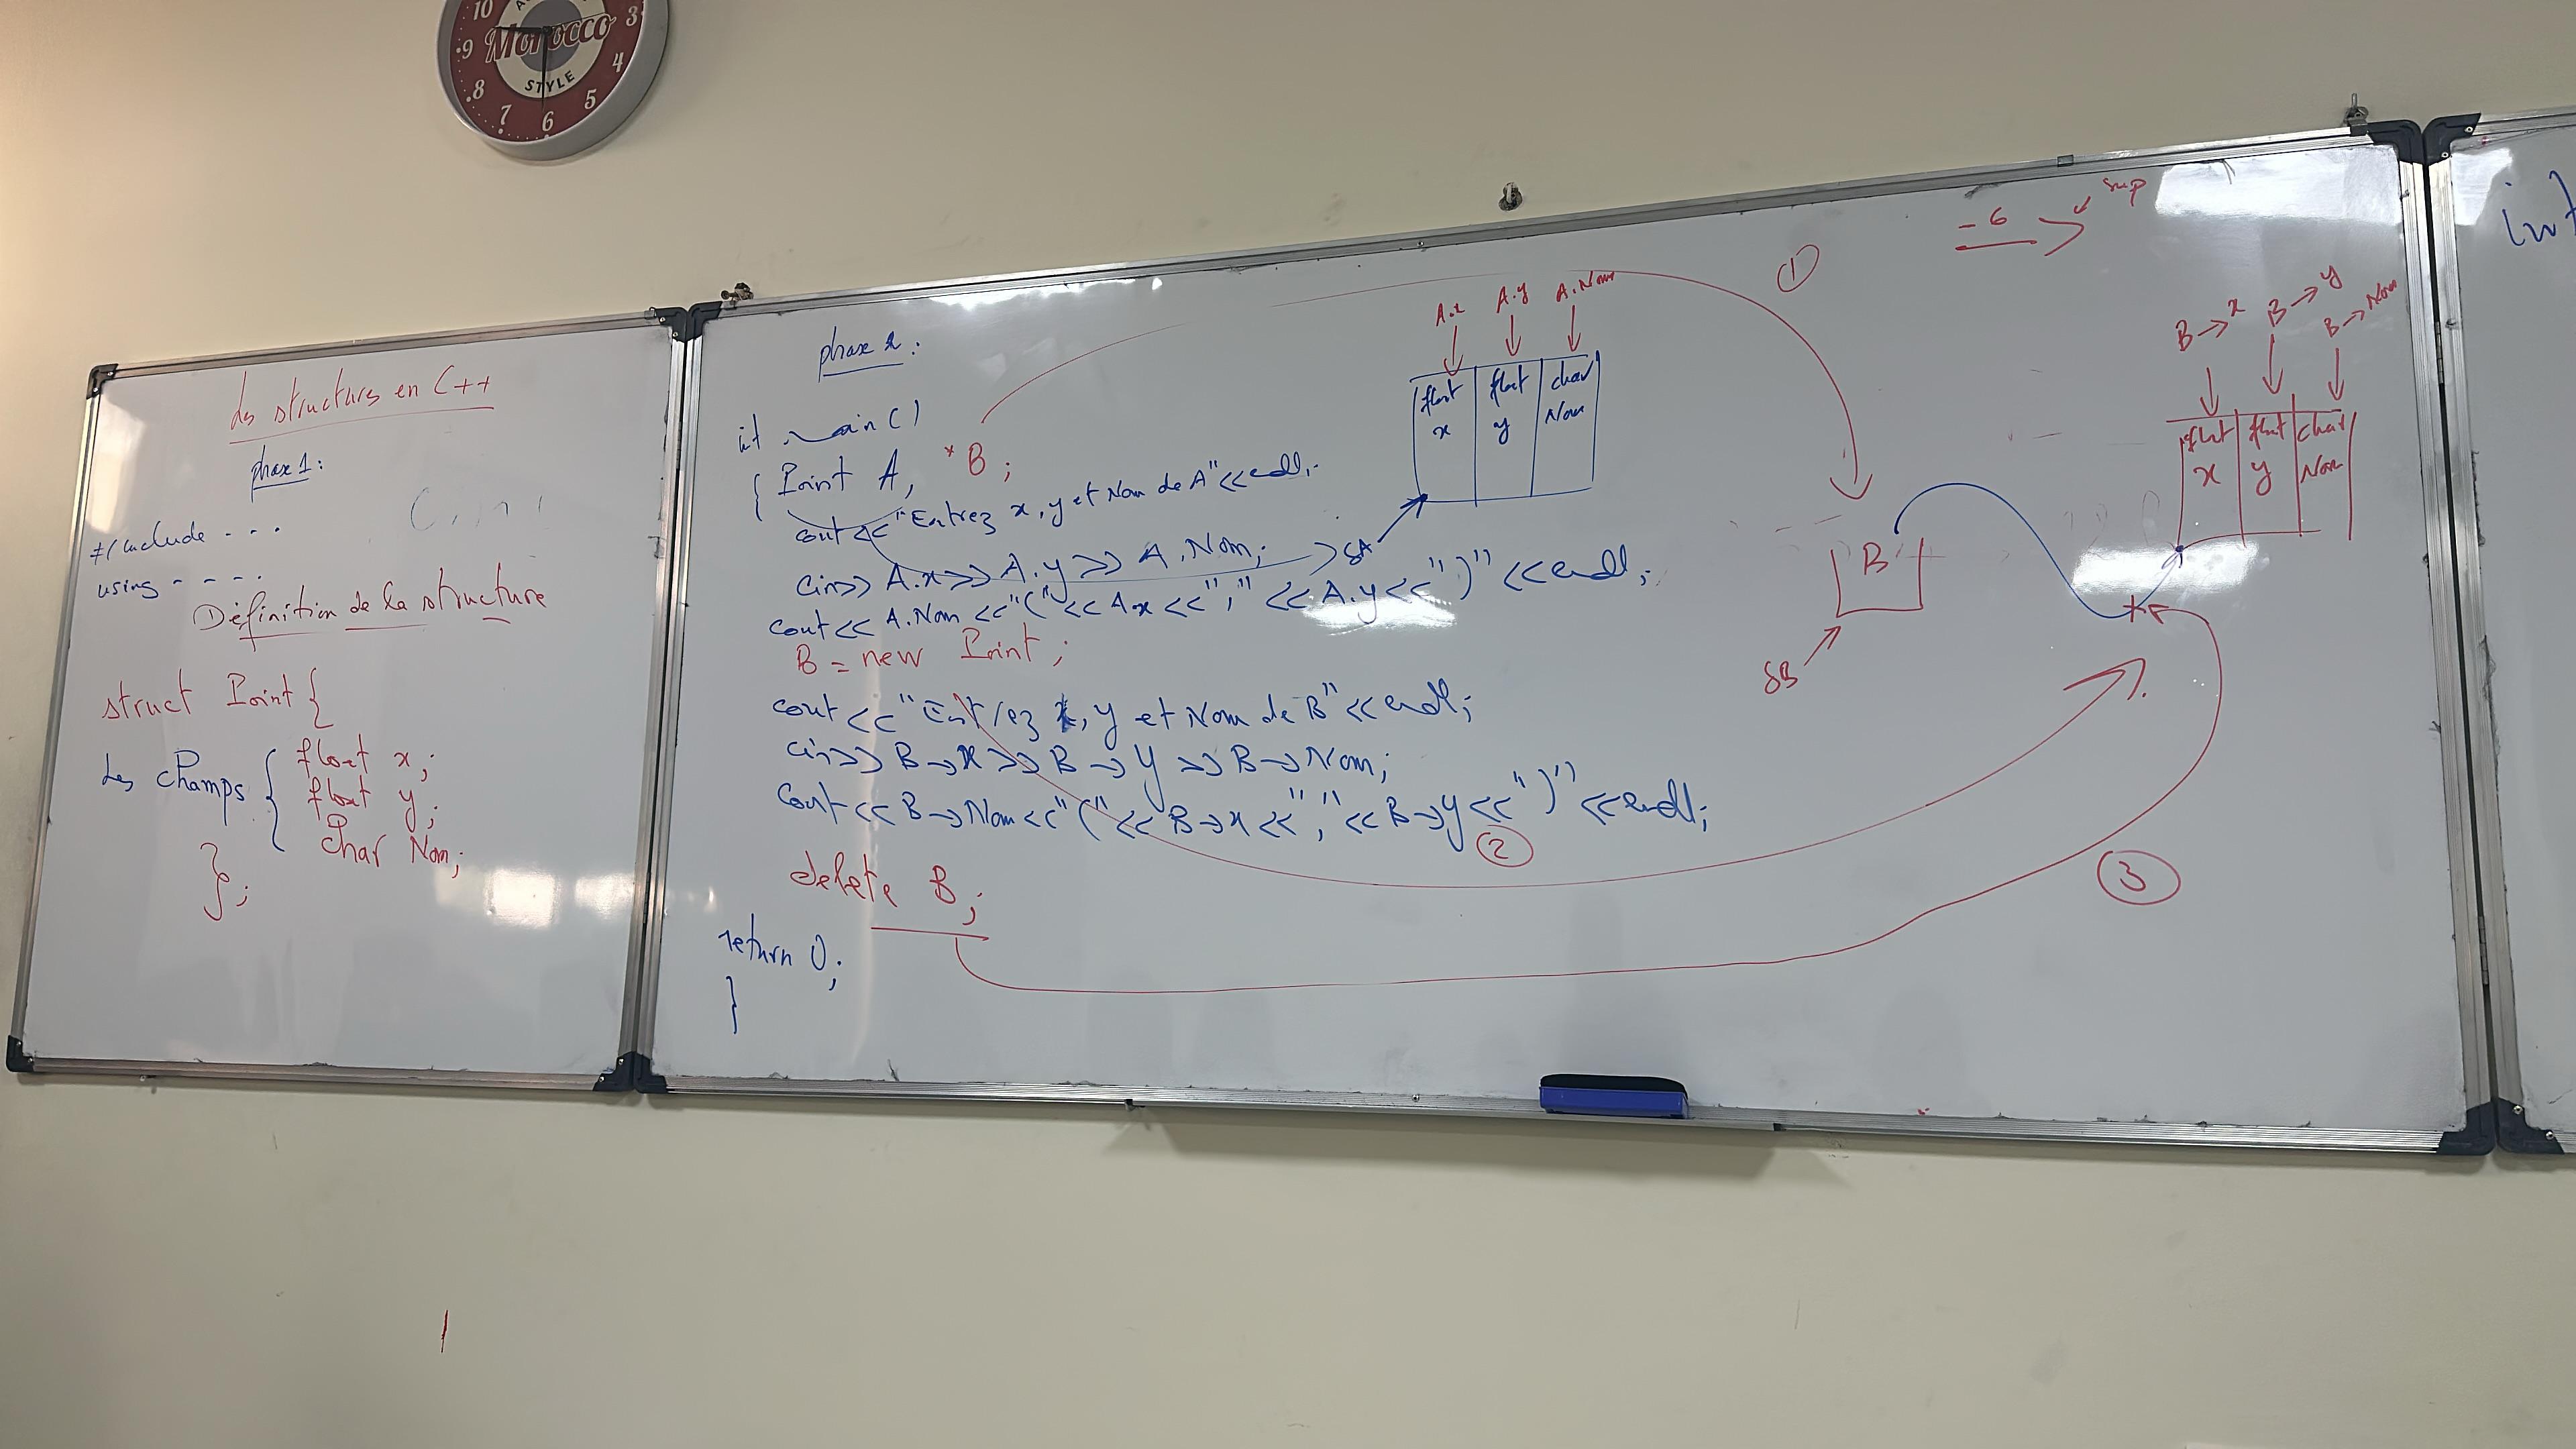 10
3
9
4
8
5
7
6
Morocco
STYLE
Les structures en C++
phase 1:
#include - - -
using - - - -
Définition de la structure
struct Point {
Les champs { float x;
float y;
char Nom;
};
phase 2:
int main()
{ Point A, *B;
cout << "Entrez x, y et Nom de A" << endl;
cin >> A.x >> A.y >> A.Nom;
cout << A.Nom << "(" << A.x << "," << A.y << ")" << endl;
B = new Point;
cout << "Entrez x, y et Nom de B" << endl;
cin >> B->x >> B->y >> B->Nom;
cout << B->Nom << "(" << B->x << "," << B->y << ")" << endl;
delete B;
return 0;
}
A.x A.y A.Nom
float x
float y
char Nom
&A
1
2
3
-6 > sup
B->x B->y B->Nom
float x
float y
char Nom
B
&B
int